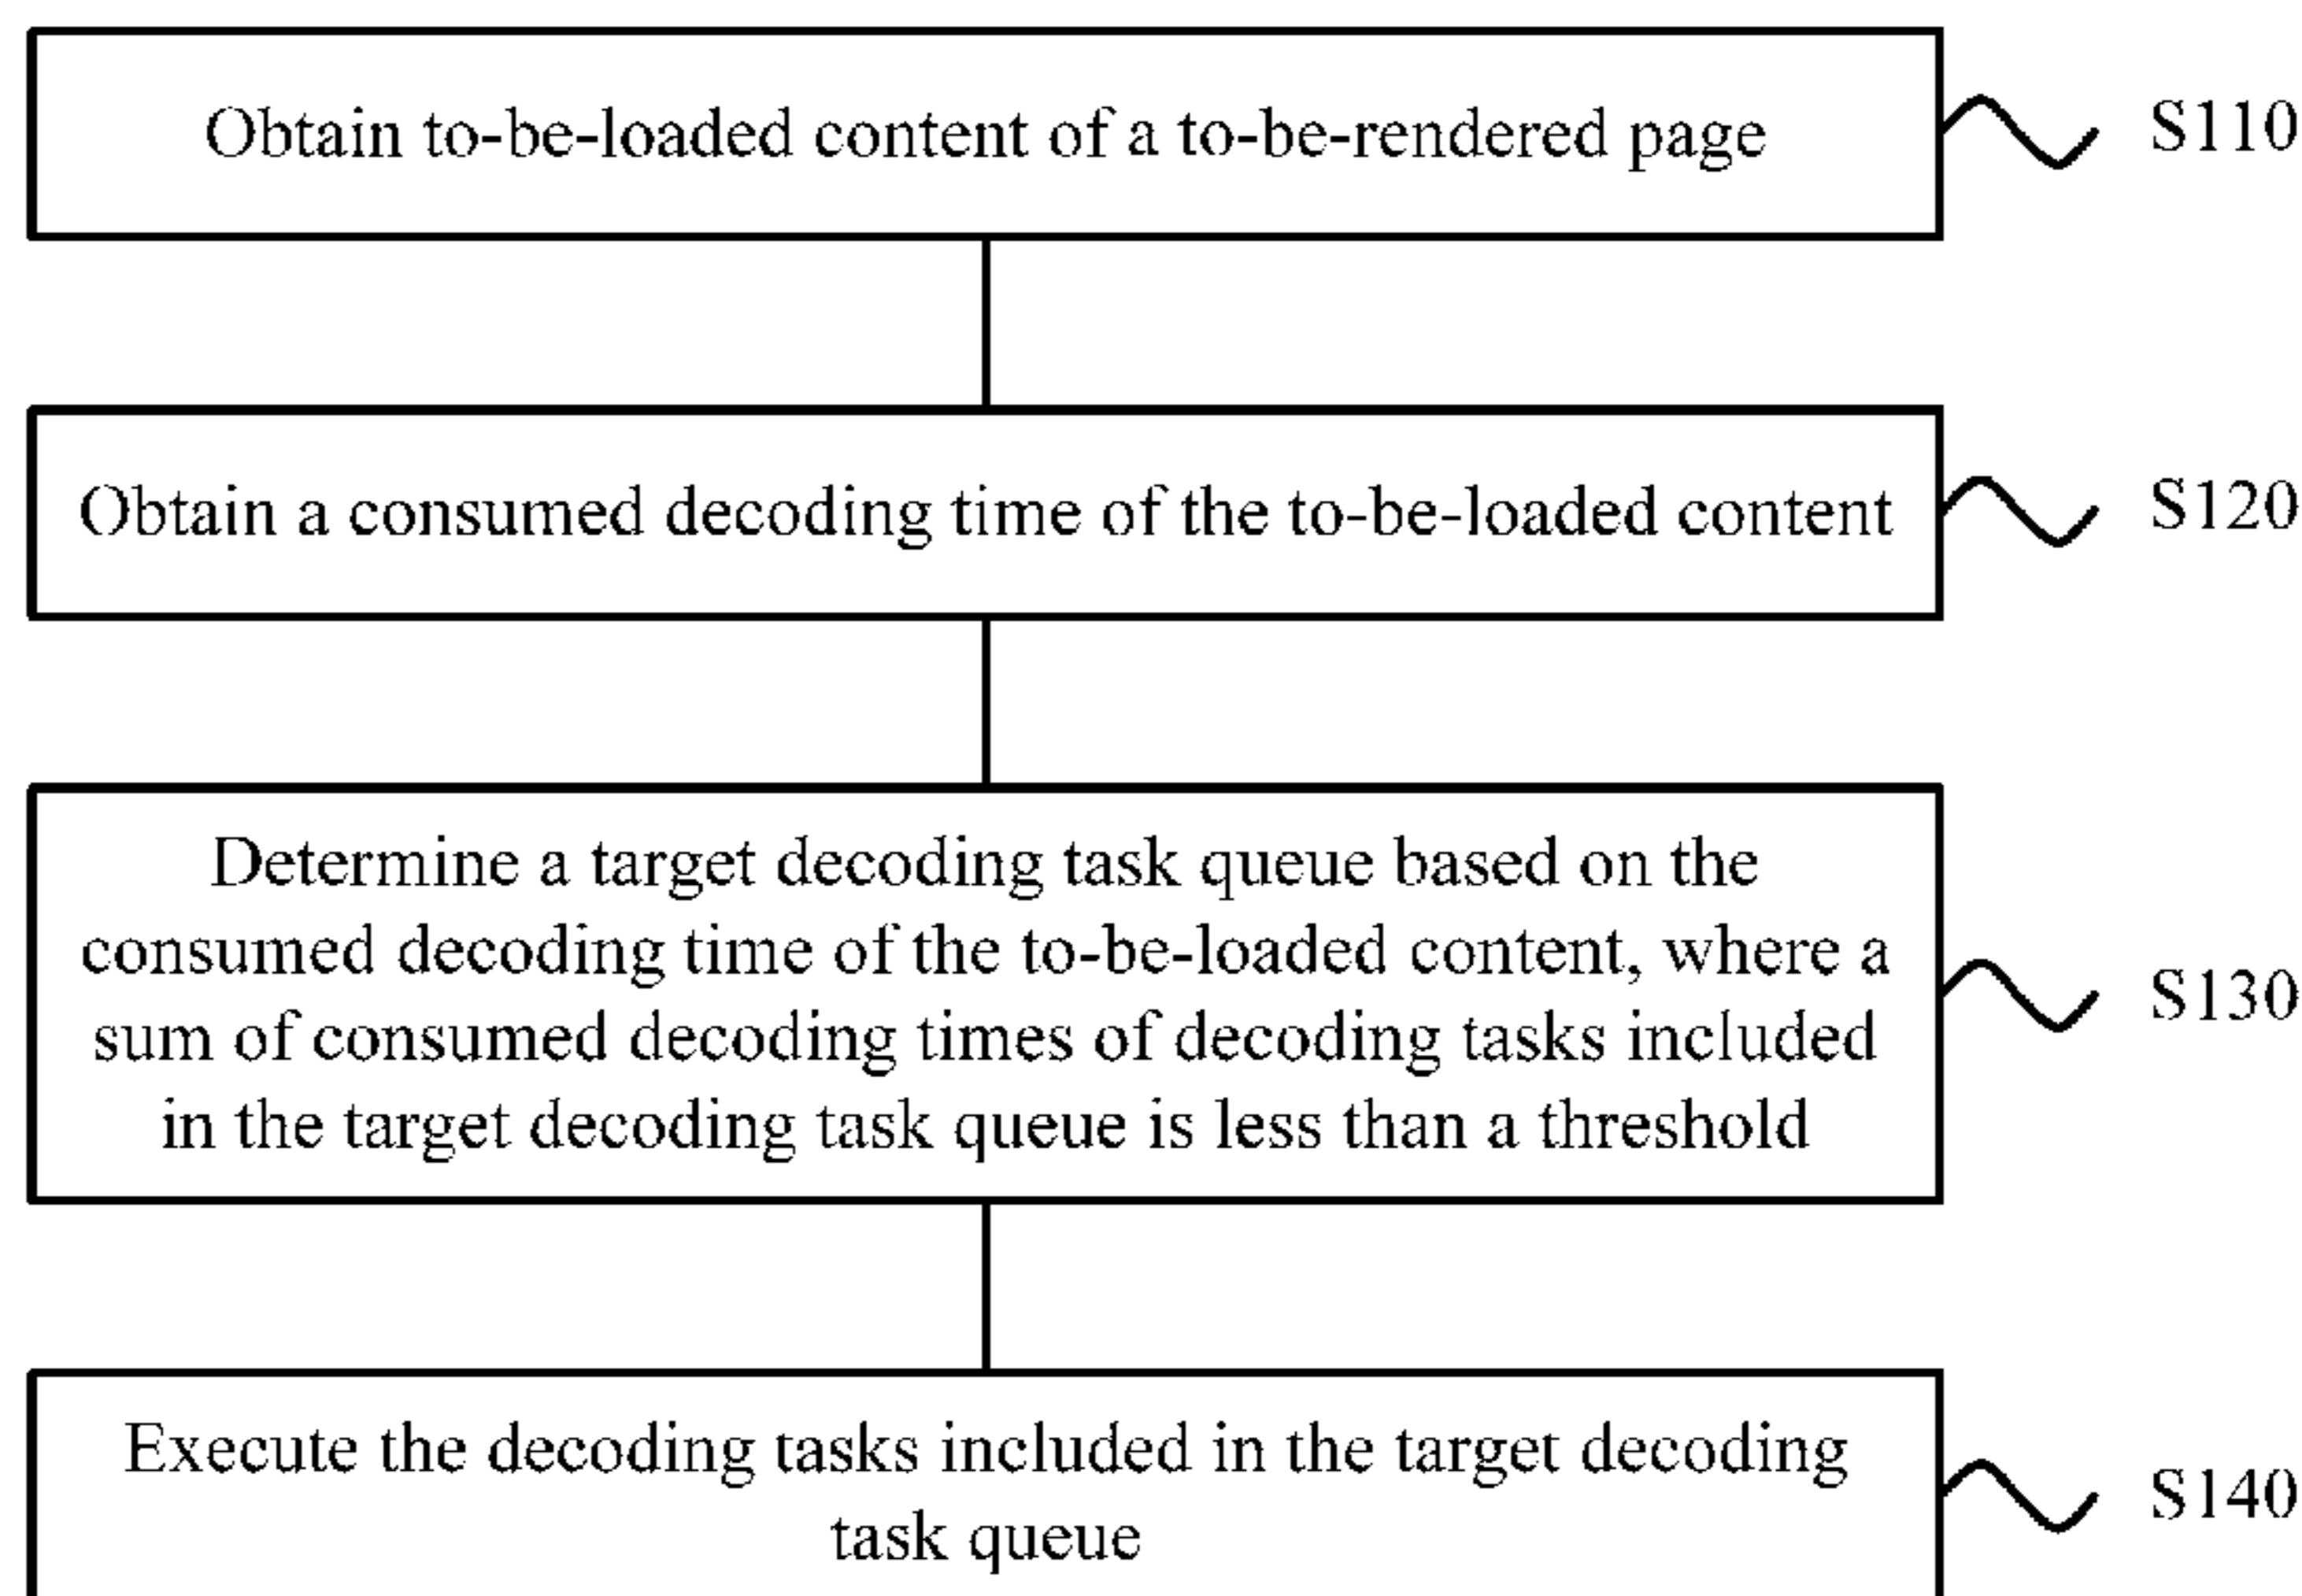 Obtain to-be-loaded content of a to-be-rendered page
S110
Obtain a consumed decoding time of the to-be-loaded content
S120
Determine a target decoding task queue based on the
consumed decoding time of the to-be-loaded content, where a
sum of consumed decoding times of decoding tasks included
in the target decoding task queue is less than a threshold
S130
Execute the decoding tasks included in the target decoding
task queue
S140